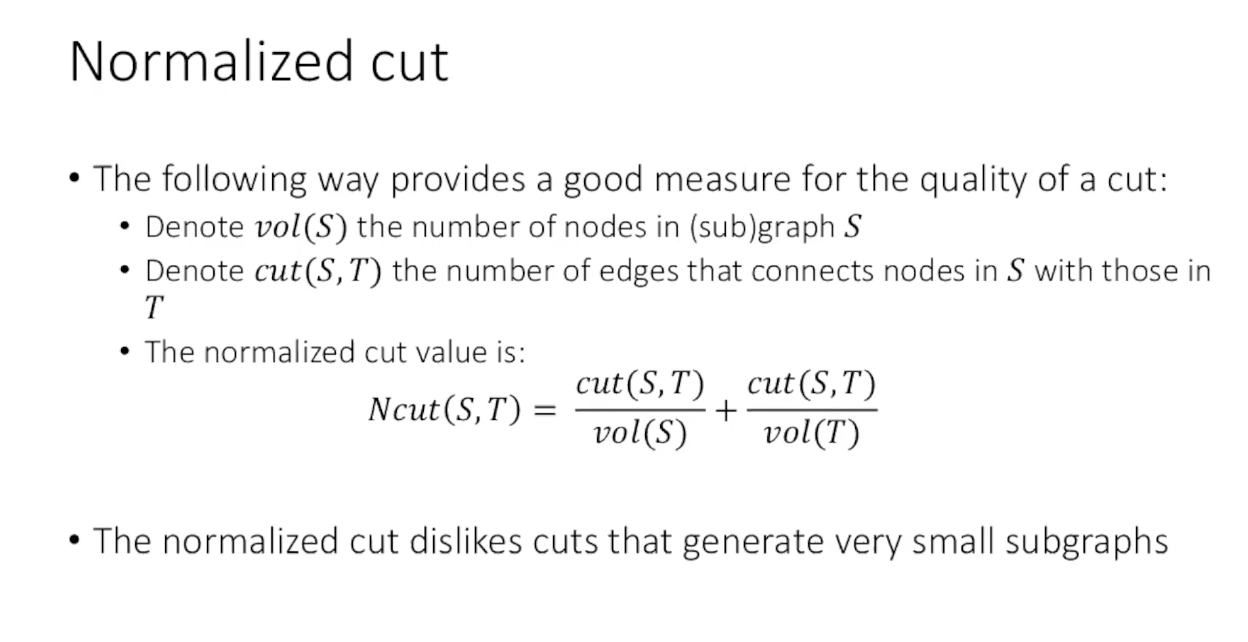 Normalized cut
• The following way provides a good measure for the quality of a cut:
• Denote vol(S) the number of nodes in (sub)graph S
• Denote cut(S, T) the number of edges that connects nodes in S with those in
T
• The normalized cut value is:
Ncut(S, T) = cut(S, T)/vol(S) + cut(S, T)/vol(T)
• The normalized cut dislikes cuts that generate very small subgraphs